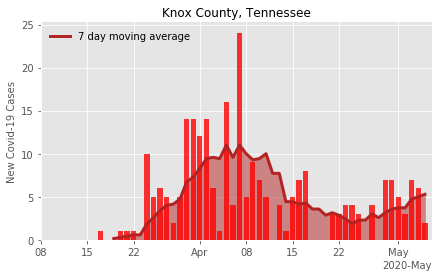 Knox County, Tennessee
7 day moving average
New Covid-19 Cases
25
20
15
10
5
0
08 15 22 Apr 08 15 22 May
2020-May